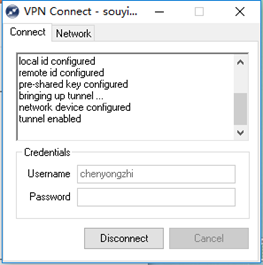 VPN Connect - souyi...
Connect
Network
local id configured
remote id configured
pre-shared key configured
bringing up tunnel ...
network device configured
tunnel enabled
Credentials
Username
chenyongzhi
Password
Disconnect
Cancel